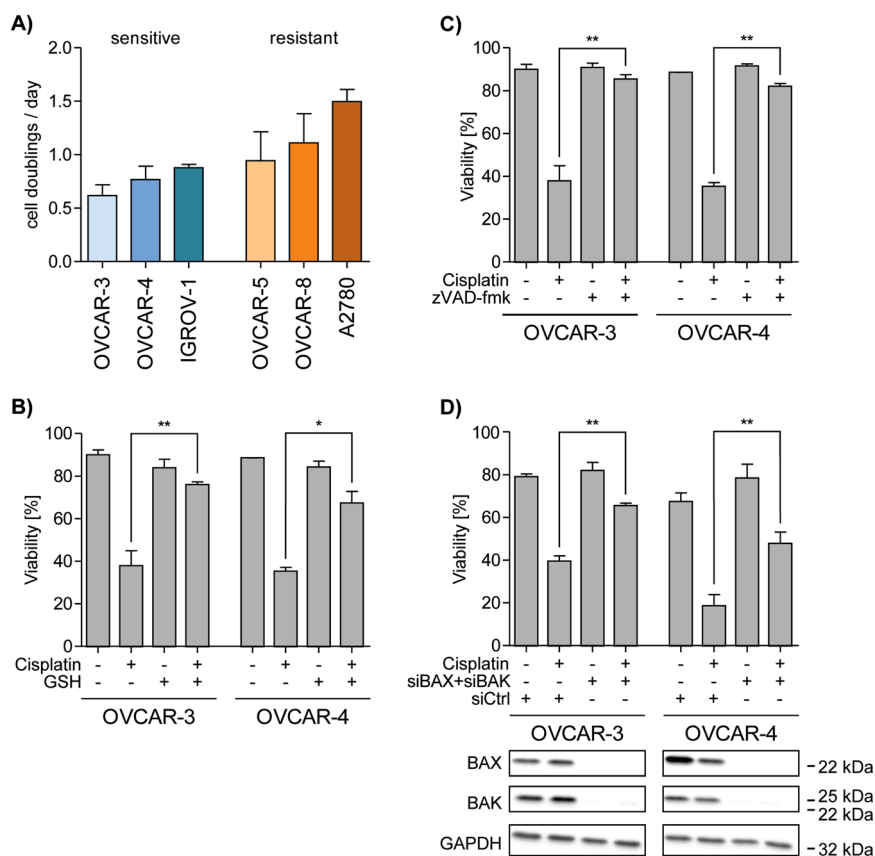 A)
sensitive resistant
cell doublings / day
2.0
1.5
1.0
0.5
0.0
OVCAR-3
OVCAR-4
IGROV-1
OVCAR-5
OVCAR-8
A2780
B)
** *
Viability [%]
100
80
60
40
20
0
Cisplatin - + - + - + - +
GSH - - + + - - + +
OVCAR-3 OVCAR-4
C)
** **
Viability [%]
100
80
60
40
20
0
Cisplatin - + - + - + - +
zVAD-fmk - - + + - - + +
OVCAR-3 OVCAR-4
D)
** **
Viability [%]
100
80
60
40
20
0
Cisplatin - + - + - + - +
siBAX+siBAK - - + + - - + +
siCtrl + + - - + + - -
OVCAR-3 OVCAR-4
BAX - 22 kDa
BAK - 25 kDa
- 22 kDa
GAPDH - 32 kDa